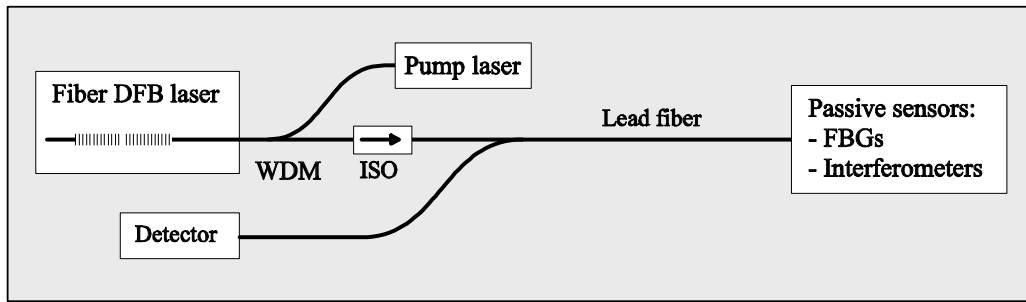 Pump laser
Fiber DFB laser
Lead fiber
Passive sensors:
- FBGs
- Interferometers
WDM
ISO
Detector